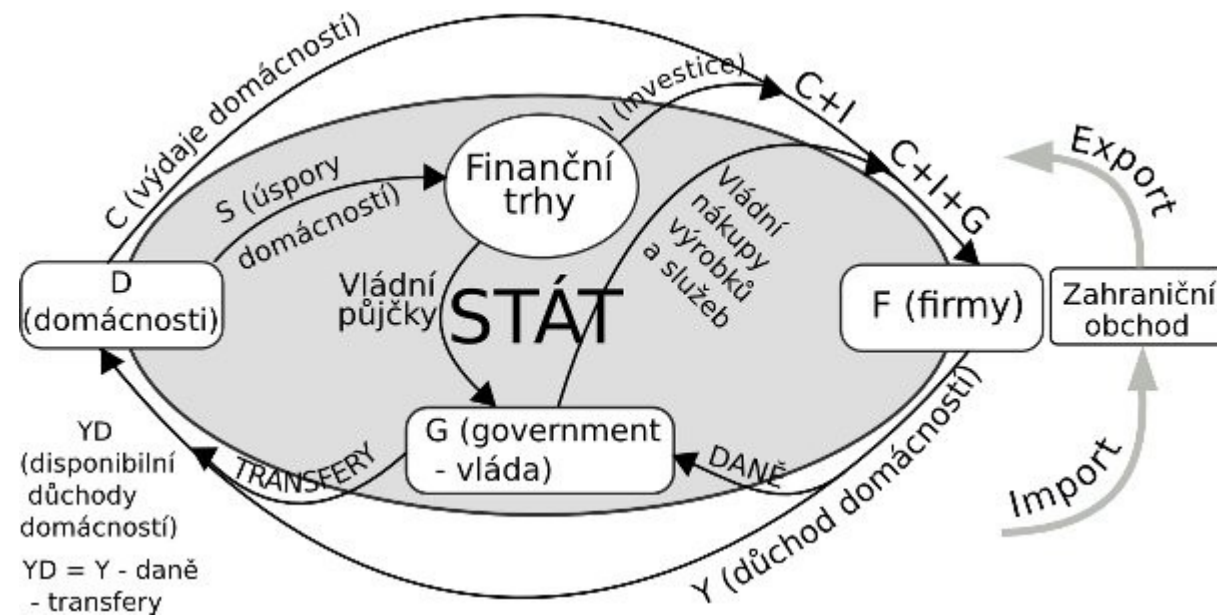 C (výdaje domácností)
I (investice)
C+I
C+I+G
S (úspory
domácností)
Finanční
trhy
Vládní
nákupy
výrobků
a služeb
Export
D
(domácnosti)
Vládní
půjčky
STÁT
F (firmy)
Zahraniční
obchod
G (government
- vláda)
TRANSFERY
DANĚ
Y (důchod domácností)
Import
YD
(disponibilní
důchody
domácností)
YD = Y - daně
- transfery